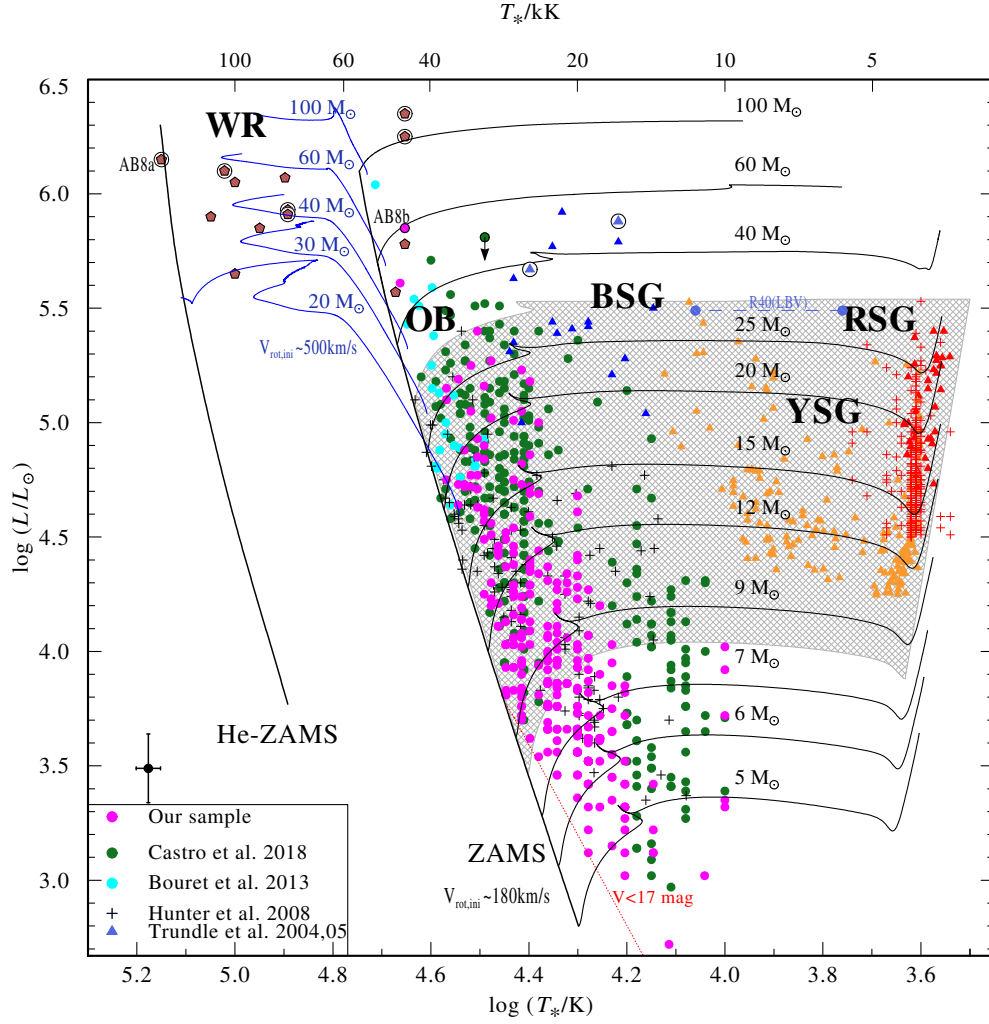 T*/kK
100 60 40 20 10 5
6.5
6.0
5.5
5.0
4.5
4.0
3.5
3.0
log (L/L⊙)
WR
100 M⊙
60 M⊙
40 M⊙
30 M⊙
20 M⊙
Vrot,ini~500km/s
AB8a
AB8b
100 M⊙
60 M⊙
40 M⊙
OB
BSG
R40(LBV)
RSG
25 M⊙
20 M⊙
YSG
15 M⊙
12 M⊙
9 M⊙
7 M⊙
6 M⊙
5 M⊙
He-ZAMS
ZAMS
Vrot,ini~180km/s
V<17 mag
Our sample
Castro et al. 2018
Bouret et al. 2013
Hunter et al. 2008
Trundle et al. 2004,05
5.2 5.0 4.8 4.6 4.4 4.2 4.0 3.8 3.6
log (T*/K)